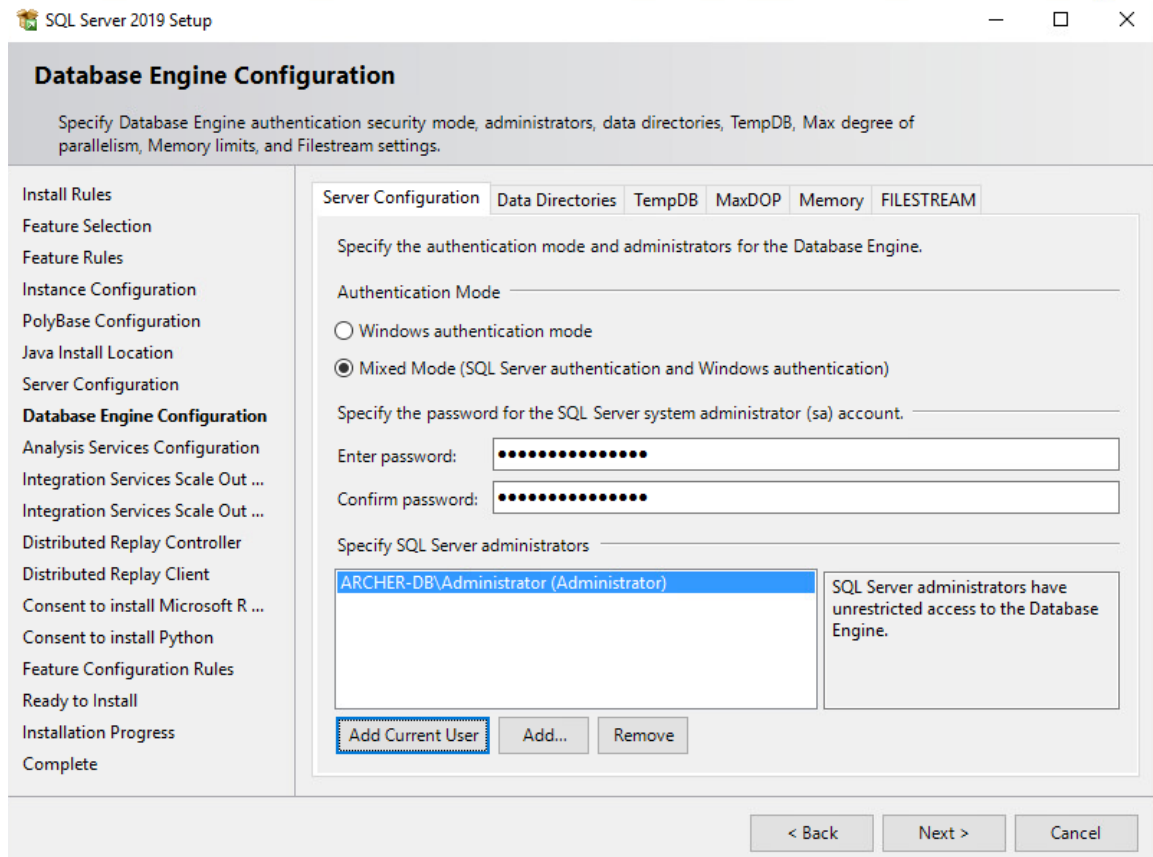 SQL Server 2019 Setup
Database Engine Configuration
Specify Database Engine authentication security mode, administrators, data directories, TempDB, Max degree of
parallelism, Memory limits, and Filestream settings.
Install Rules
Feature Selection
Feature Rules
Instance Configuration
PolyBase Configuration
Java Install Location
Server Configuration
Database Engine Configuration
Analysis Services Configuration
Integration Services Scale Out ...
Integration Services Scale Out ...
Distributed Replay Controller
Distributed Replay Client
Consent to install Microsoft R ...
Consent to install Python
Feature Configuration Rules
Ready to Install
Installation Progress
Complete
Server Configuration Data Directories TempDB MaxDOP Memory FILESTREAM
Specify the authentication mode and administrators for the Database Engine.
Authentication Mode
Windows authentication mode
Mixed Mode (SQL Server authentication and Windows authentication)
Specify the password for the SQL Server system administrator (sa) account.
Enter password: ●●●●●●●●●●●●●●●
Confirm password: ●●●●●●●●●●●●●●●
Specify SQL Server administrators
ARCHER-DB\Administrator (Administrator)
SQL Server administrators have
unrestricted access to the Database
Engine.
Add Current User Add... Remove
< Back Next > Cancel